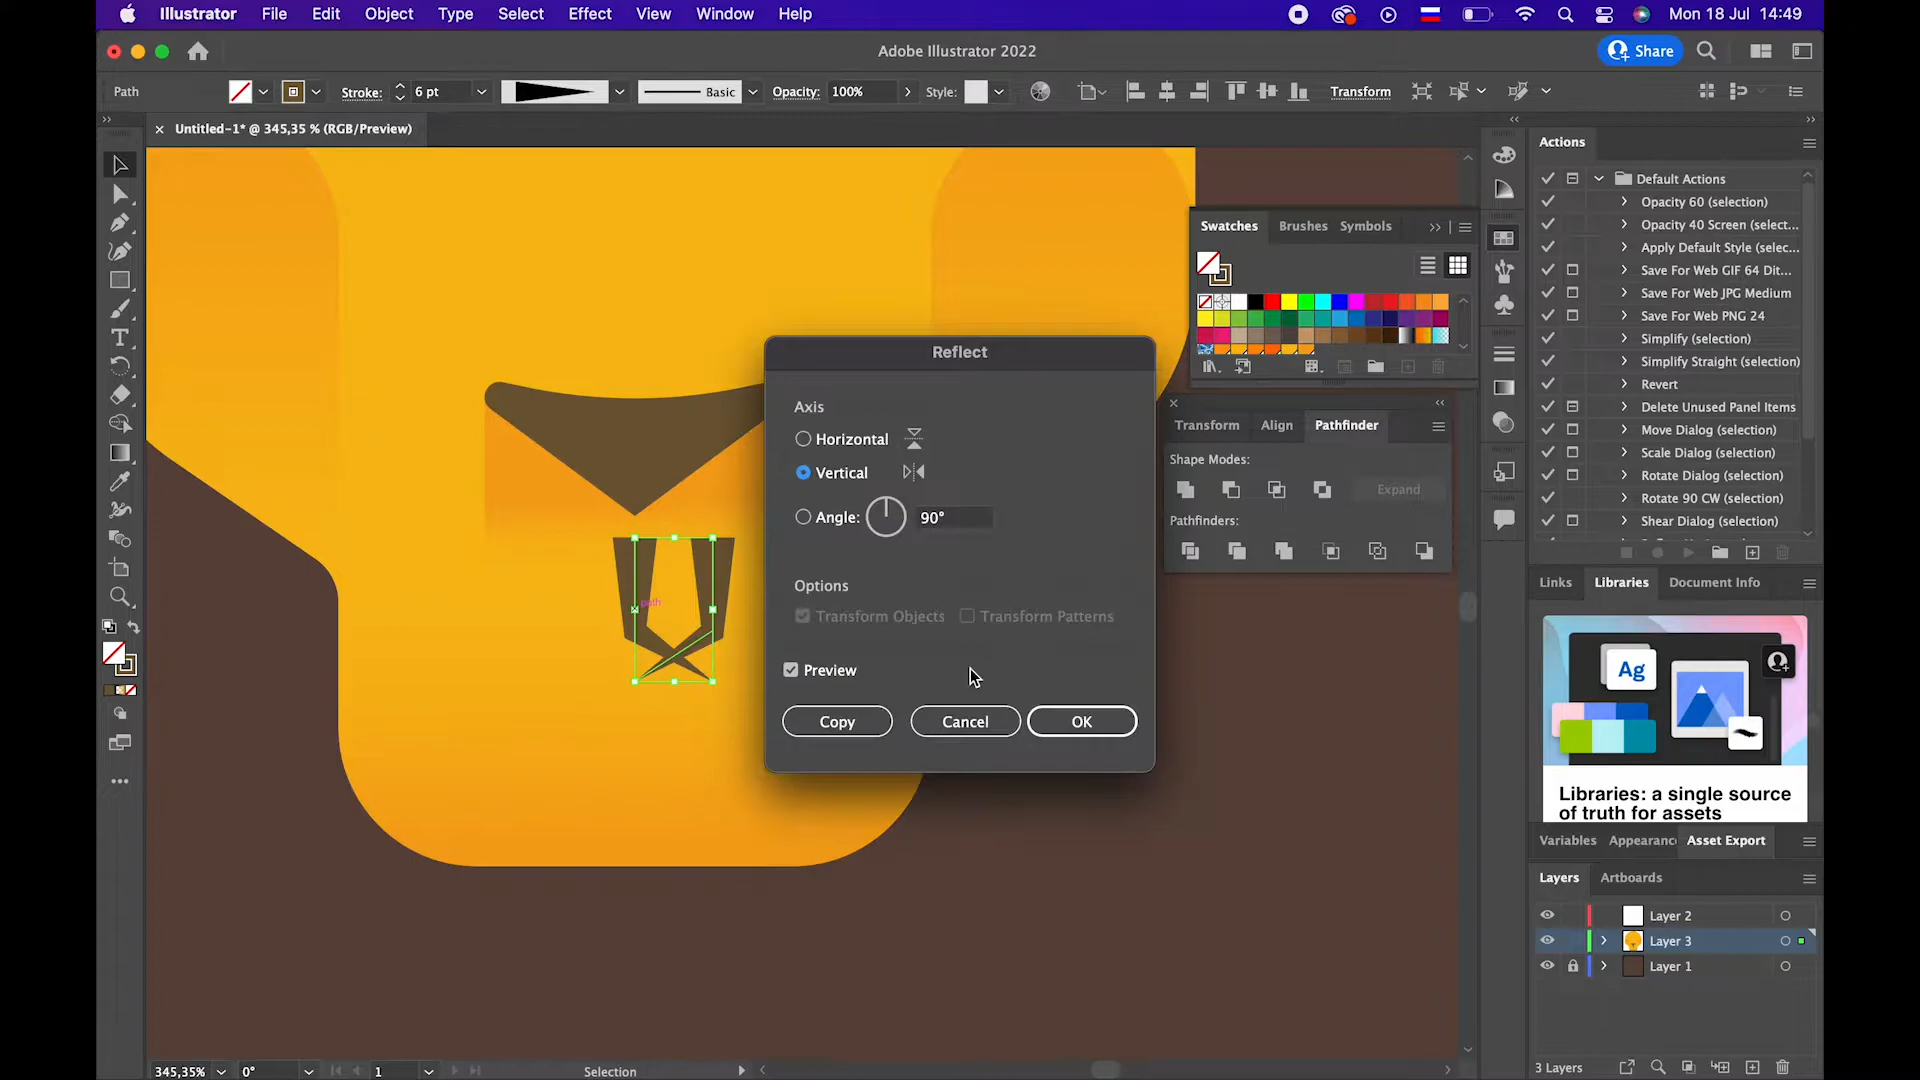 Illustrator File Edit Object Type Select Effect View Window Help Mon 18 Jul 14:49
Adobe Illustrator 2022 Share
Path Stroke: 6 pt Basic Opacity: 100% Style: Transform
Untitled-1* @ 345,35 % (RGB/Preview)
Actions
Default Actions
Opacity 60 (selection)
Opacity 40 Screen (select...
Apply Default Style (selec...
Save For Web GIF 64 Dit...
Save For Web JPG Medium
Save For Web PNG 24
Simplify (selection)
Simplify Straight (selection)
Revert
Delete Unused Panel Items
Move Dialog (selection)
Scale Dialog (selection)
Rotate Dialog (selection)
Rotate 90 CW (selection)
Shear Dialog (selection)
Swatches Brushes Symbols
Reflect
Axis
Horizontal
Vertical
Angle: 90°
Options
Transform Objects Transform Patterns
Preview
Copy Cancel OK
Transform Align Pathfinder
Shape Modes:
Expand
Pathfinders:
path
Links Libraries Document Info
Ag
Libraries: a single source
of truth for assets
Variables Appearanc Asset Export
Layers Artboards
Layer 2
Layer 3
Layer 1
3 Layers
345,35% 0° 1 Selection